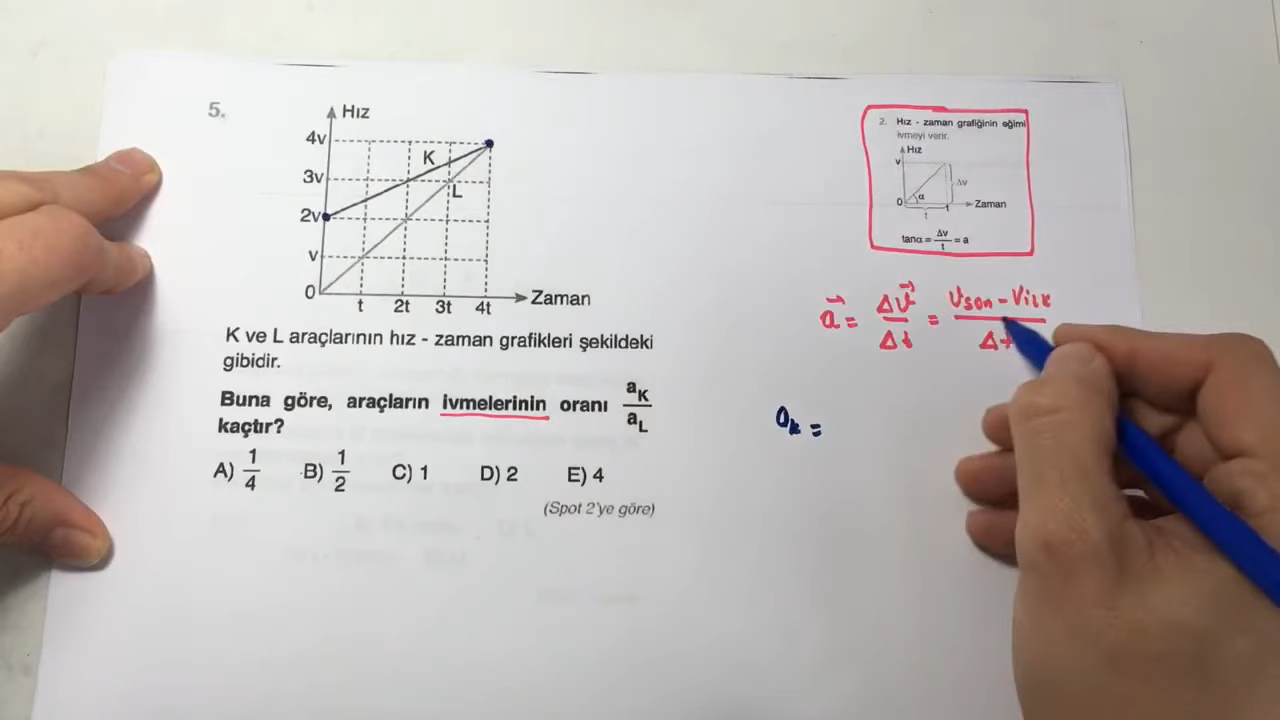 5.
Hız
4v
K
3v
L
2v
v
0
t 2t 3t 4t
Zaman
K ve L araçlarının hız - zaman grafikleri şekildeki
gibidir.
Buna göre, araçların ivmelerinin oranı aK/aL
kaçtır?
A) 1/4 B) 1/2 C) 1 D) 2 E) 4
(Spot 2'ye göre)
2. Hız - zaman grafiğinin eğimi
ivmeyi verir.
Hız
v
Δv
α
0
t
Zaman
t
tanα = Δv/t = a
a = Δv/Δt = Vson - Vilk/Δt
aK =